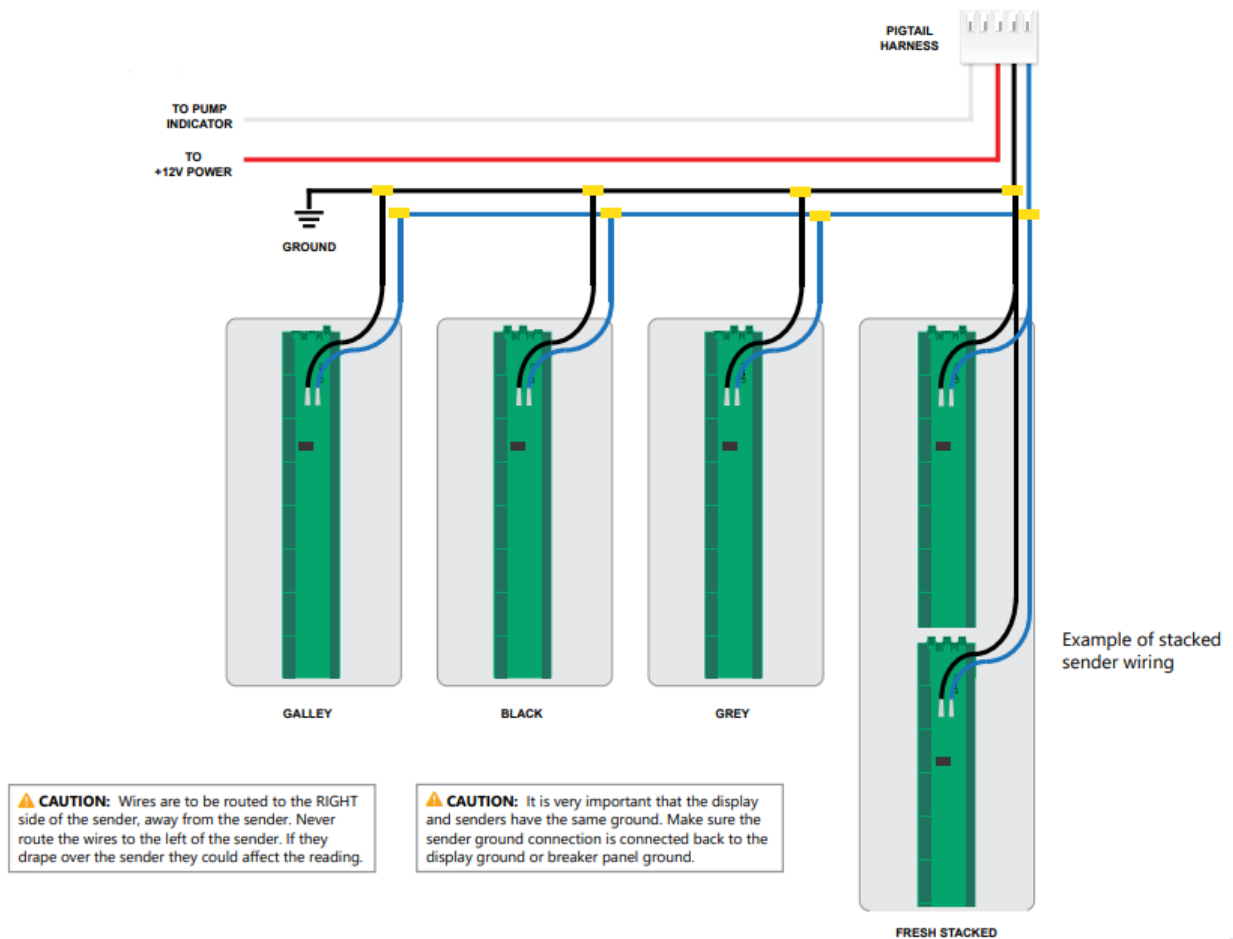 PIGTAIL
HARNESS
TO PUMP
INDICATOR
TO
+12V POWER
GROUND
Example of stacked
sender wiring
GALLEY
BLACK
GREY
⚠ CAUTION: Wires are to be routed to the RIGHT
side of the sender, away from the sender. Never
route the wires to the left of the sender. If they
drape over the sender they could affect the reading.
⚠ CAUTION: It is very important that the display
and senders have the same ground. Make sure the
sender ground connection is connected back to the
display ground or breaker panel ground.
FRESH STACKED